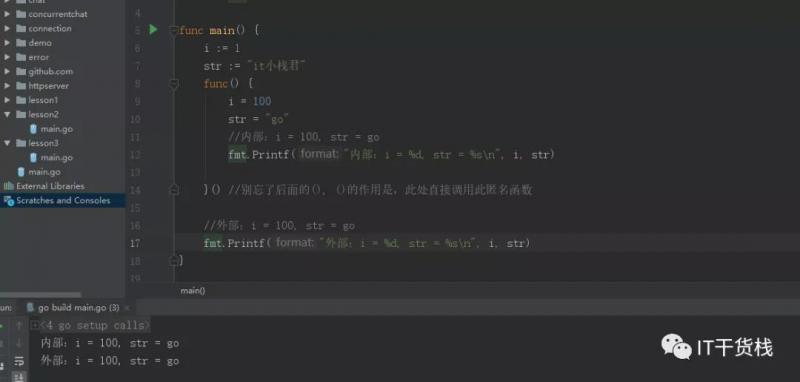 chat
concurrentchat
connection
demo
error
github.com
httpserver
lesson1
lesson2
main.go
lesson3
main.go
main.go
External Libraries
Scratches and Consoles
4
5 func main() {
6 i := 1
7 str := "it小栈君"
8 func() {
9 i = 100
10 str = "go"
11 //内部：i = 100, str = go
12 fmt.Printf( format: "内部：i = %d, str = %s\n", i, str)
13
14 }() //别忘了后面的(), ()的作用是，此处直接调用此匿名函数
15
16 //外部：i = 100, str = go
17 fmt.Printf( format: "外部：i = %d, str = %s\n", i, str)
18 }
19
main()
un: go build main.go (3) ×
<4 go setup calls>
内部：i = 100, str = go
外部：i = 100, str = go
IT干货栈